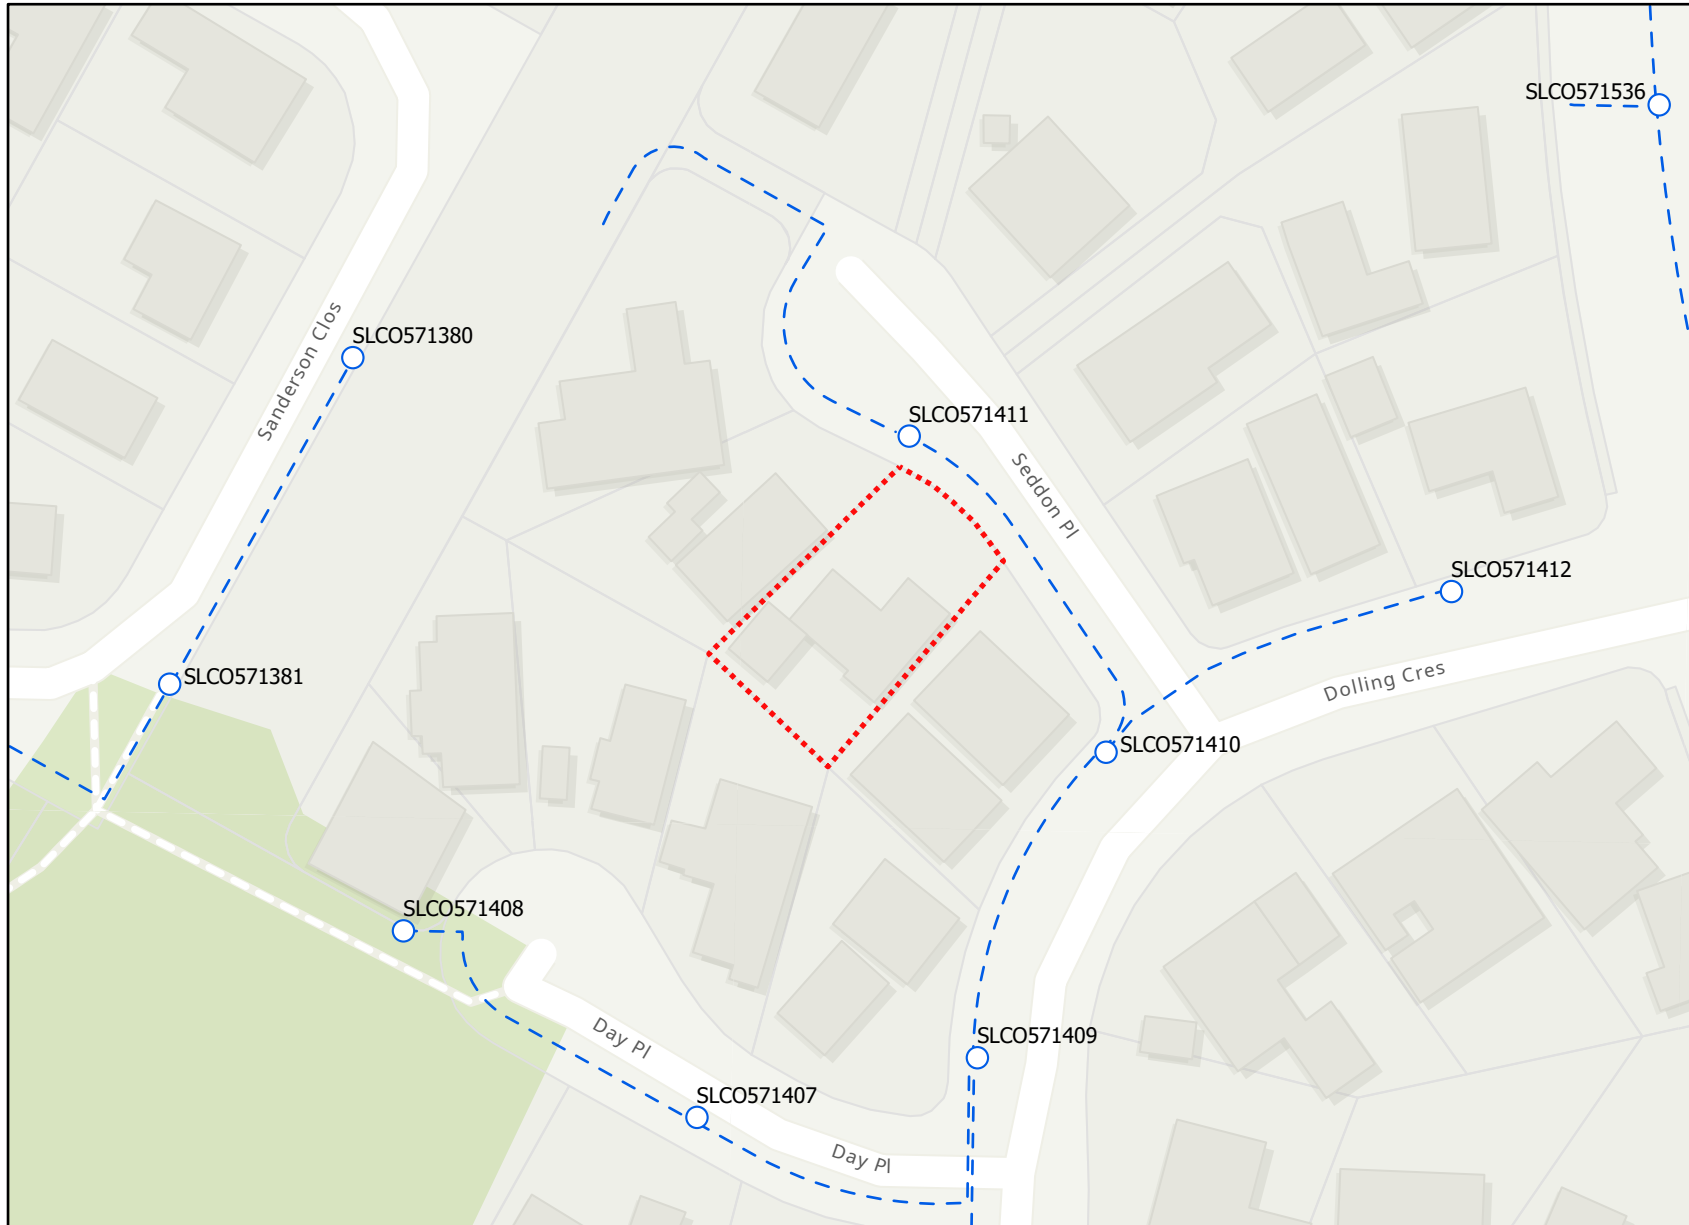 SLCO571536
SLCO571380
Sanderson Clos
SLCO571411
Seddon Pl
SLCO571412
SLCO571381
Dolling Cres
SLCO571410
SLCO571408
Day Pl
SLCO571409
SLCO571407
Day Pl